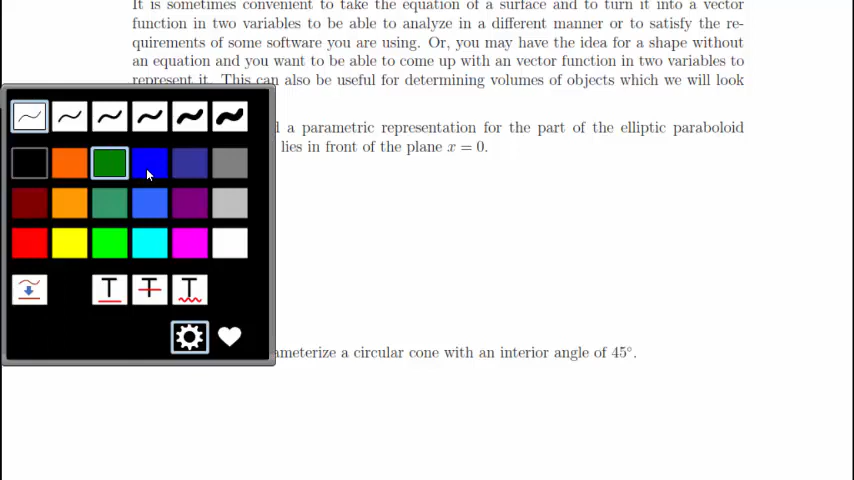 It is sometimes convenient to take the equation of a surface and to turn it into a vector
function in two variables to be able to analyze in a different manner or to satisfy the re-
quirements of some software you are using. Or, you may have the idea for a shape without
an equation and you want to be able to come up with an vector function in two variables to
represent it. This can also be useful for determining volumes of objects which we will look
a parametric representation for the part of the elliptic paraboloid
lies in front of the plane x = 0.
T T T
ameterize a circular cone with an interior angle of 45°.